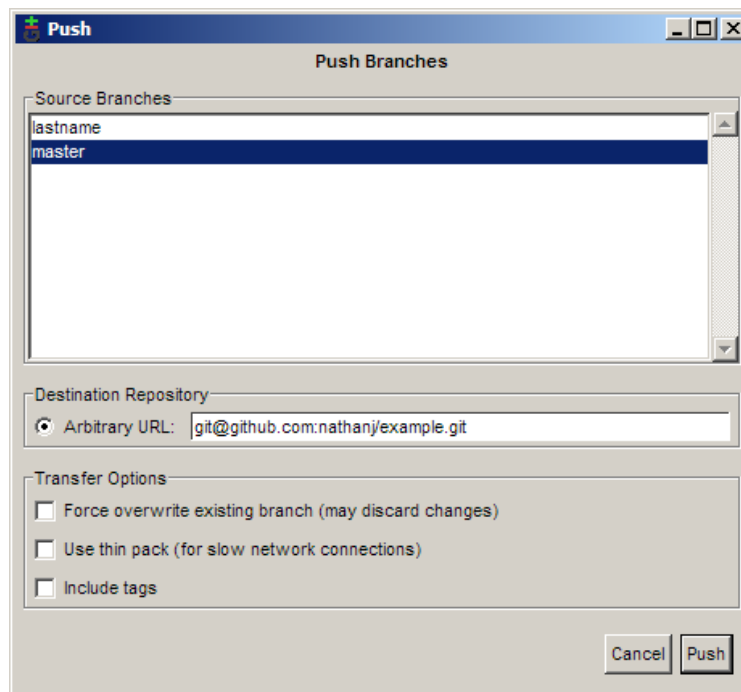 Push
Push Branches
Source Branches
lastname
master
Destination Repository
Arbitrary URL: git@github.com:nathanj/example.git
Transfer Options
Force overwrite existing branch (may discard changes)
Use thin pack (for slow network connections)
Include tags
Cancel Push